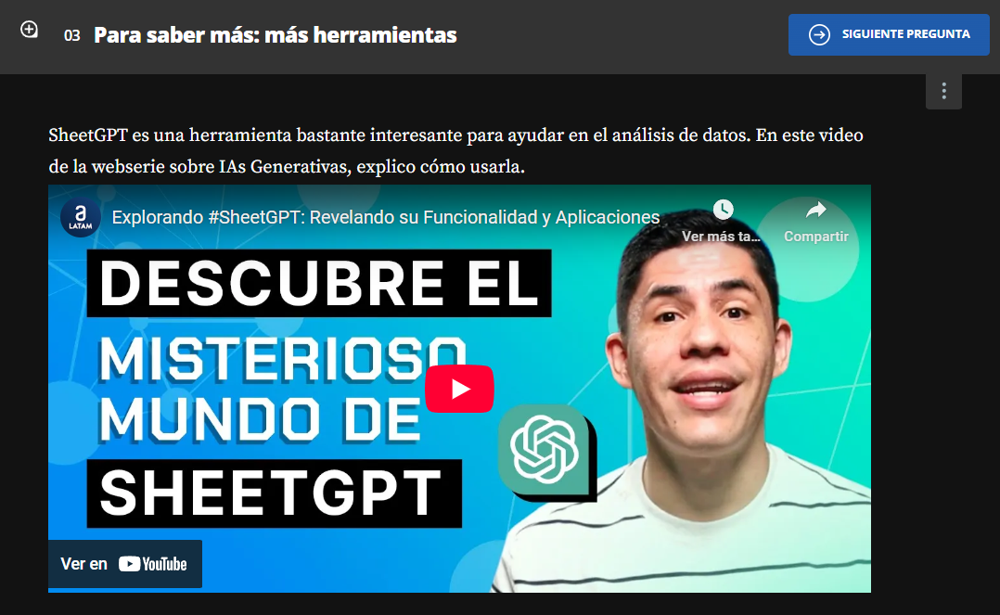 03 Para saber más: más herramientas
SIGUIENTE PREGUNTA
SheetGPT es una herramienta bastante interesante para ayudar en el análisis de datos. En este video
de la webserie sobre IAs Generativas, explico cómo usarla.
a
LATAM
Explorando #SheetGPT: Revelando su Funcionalidad y Aplicaciones
Ver más ta...
Compartir
DESCUBRE EL
MISTERIOSO
MUNDO DE
SHEETGPT
Ver en YouTube